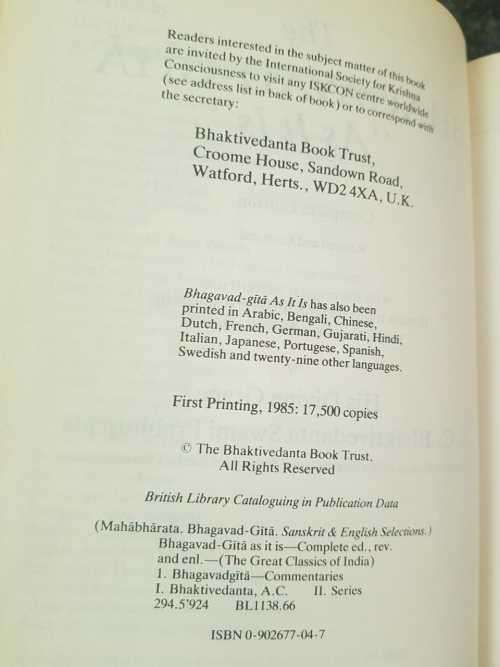 Readers interested in the subject matter of this book
are invited by the International Society for Krishna
Consciousness to visit any ISKCON centre worldwide
(see address list in back of book) or to correspond with
the secretary:
Bhaktivedanta Book Trust,
Croome House, Sandown Road,
Watford, Herts., WD2 4XA, U.K.
Bhagavad-gītā As It Is has also been
printed in Arabic, Bengali, Chinese,
Dutch, French, German, Gujarati, Hindi,
Italian, Japanese, Portugese, Spanish,
Swedish and twenty-nine other languages.
First Printing, 1985: 17,500 copies
© The Bhaktivedanta Book Trust.
All Rights Reserved
British Library Cataloguing in Publication Data
(Mahābhārata. Bhagavad-Gītā. Sanskrit & English Selections.)
Bhagavad-Gītā as it is—Complete ed., rev.
and enl.—(The Great Classics of India)
1. Bhagavadgītā—Commentaries
I. Bhaktivedanta, A.C. II. Series
294.5'924 BL1138.66
ISBN 0-902677-04-7